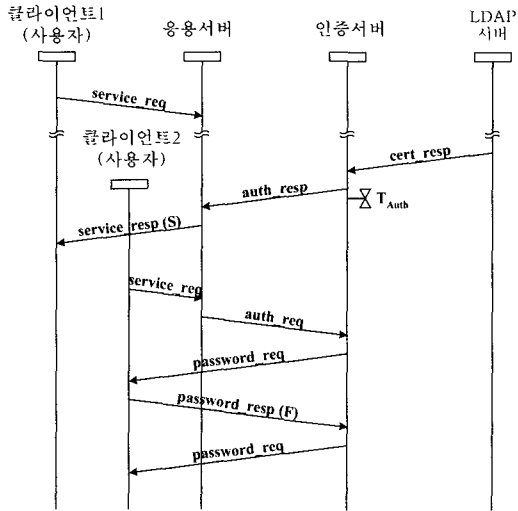 클라이언트1
(사용자)
응용서버
인증서버
LDAP
서버
service_req
클라이언트2
(사용자)
cert_resp
auth_resp
T_Auth
service_resp (S)
service_req
auth_req
password_req
password_resp (F)
password_req